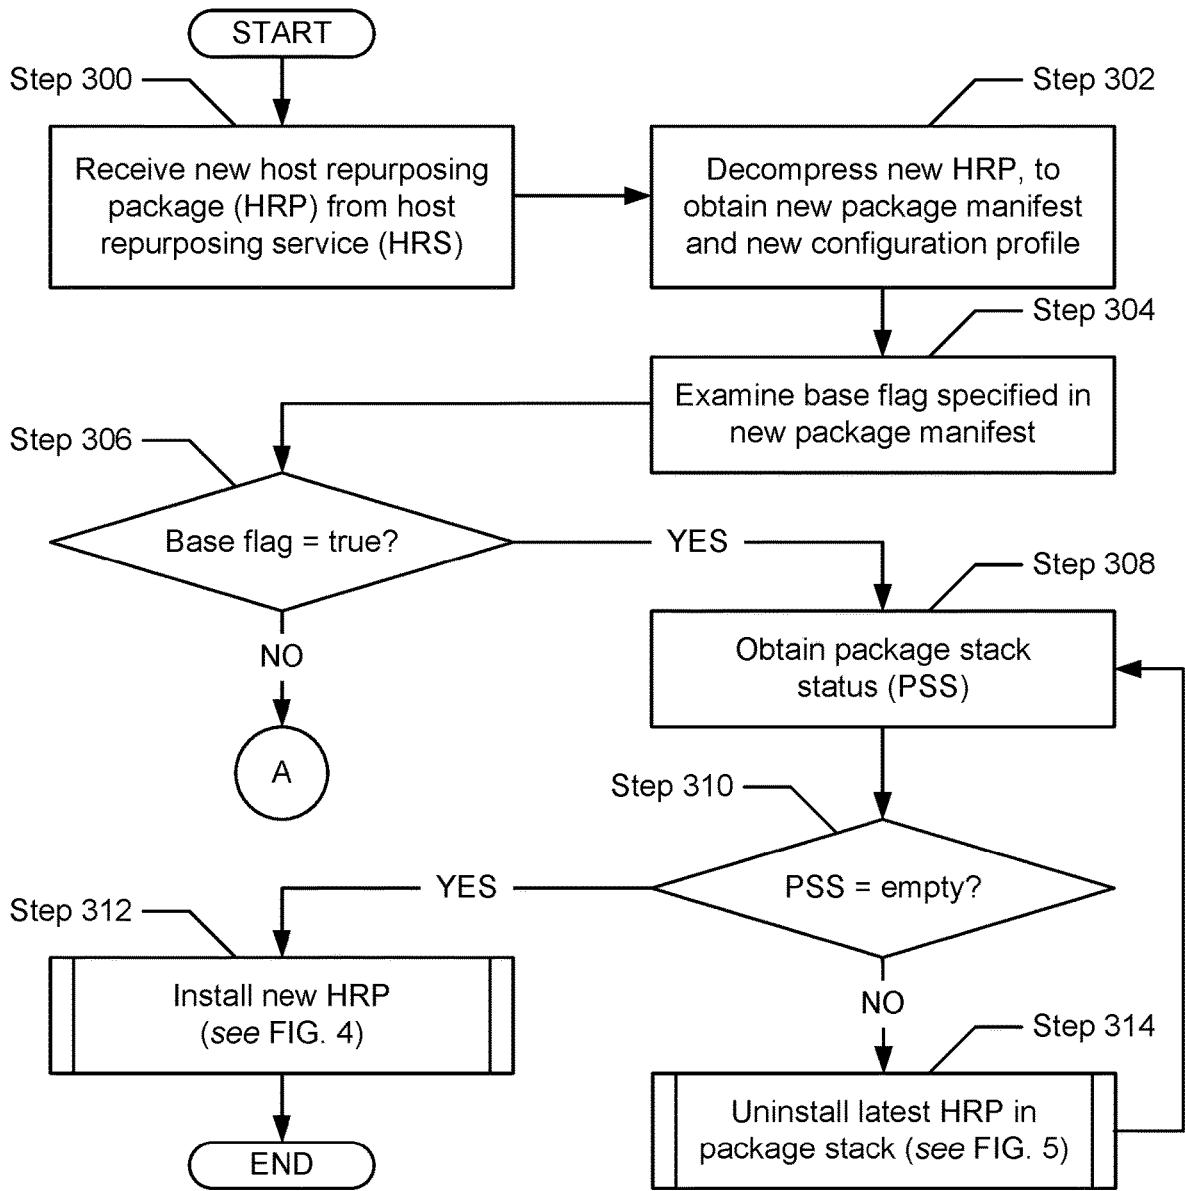 START
Step 300
Receive new host repurposing
package (HRP) from host
repurposing service (HRS)
Step 302
Decompress new HRP, to
obtain new package manifest
and new configuration profile
Step 304
Examine base flag specified in
new package manifest
Step 306
Base flag = true?
YES
NO
A
Step 308
Obtain package stack
status (PSS)
Step 310
PSS = empty?
YES
NO
Step 312
Install new HRP
(see FIG. 4)
Step 314
Uninstall latest HRP in
package stack (see FIG. 5)
END